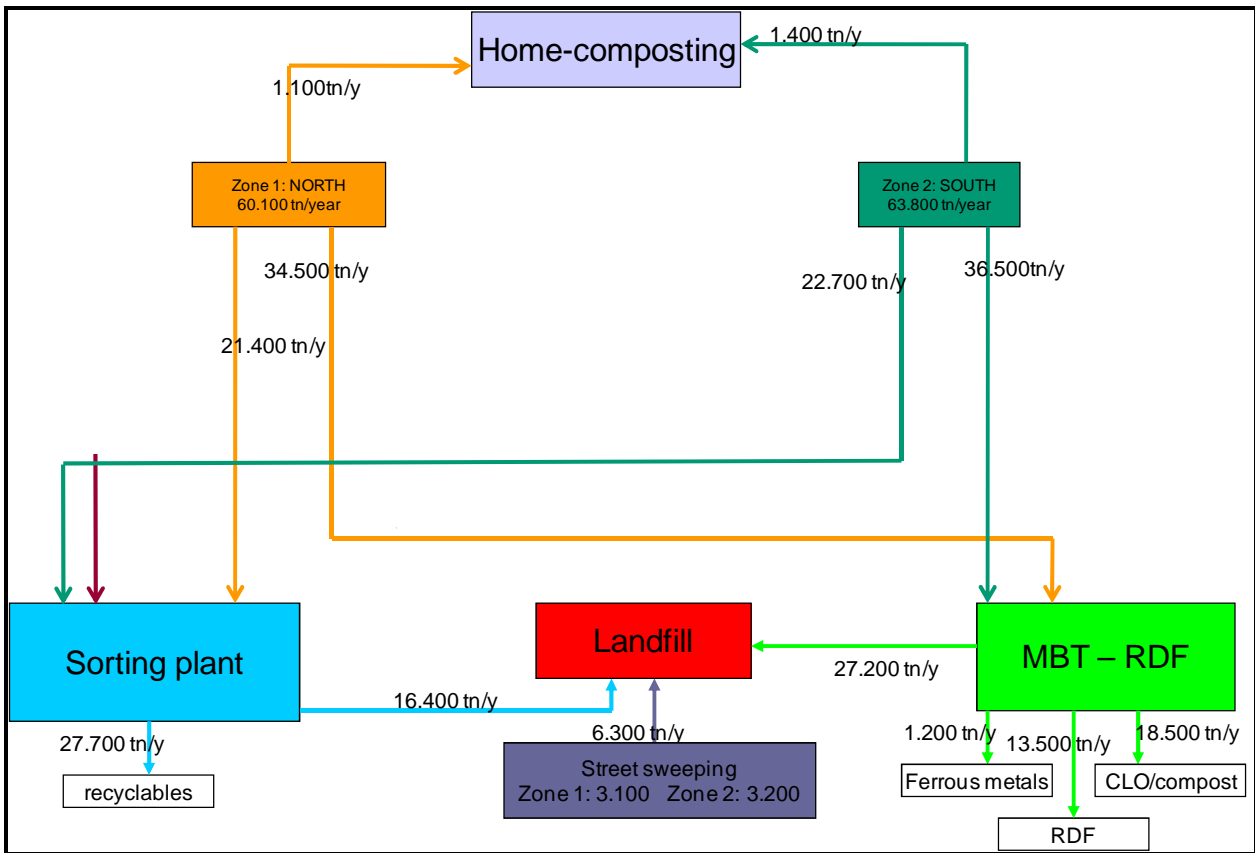 1.400 tn/y
Home-composting
1.100tn/y
Zone 1: NORTH
60.100 tn/year
Zone 2: SOUTH
63.800 tn/year
34.500 tn/y
22.700 tn/y
36.500tn/y
21.400 tn/y
Sorting plant
Landfill
MBT – RDF
27.200 tn/y
16.400 tn/y
27.700 tn/y
6.300 tn/y
1.200 tn/y
13.500tn/y
18.500 tn/y
recyclables
Street sweeping
Zone 1: 3.100 Zone 2: 3.200
Ferrous metals
CLO/compost
RDF